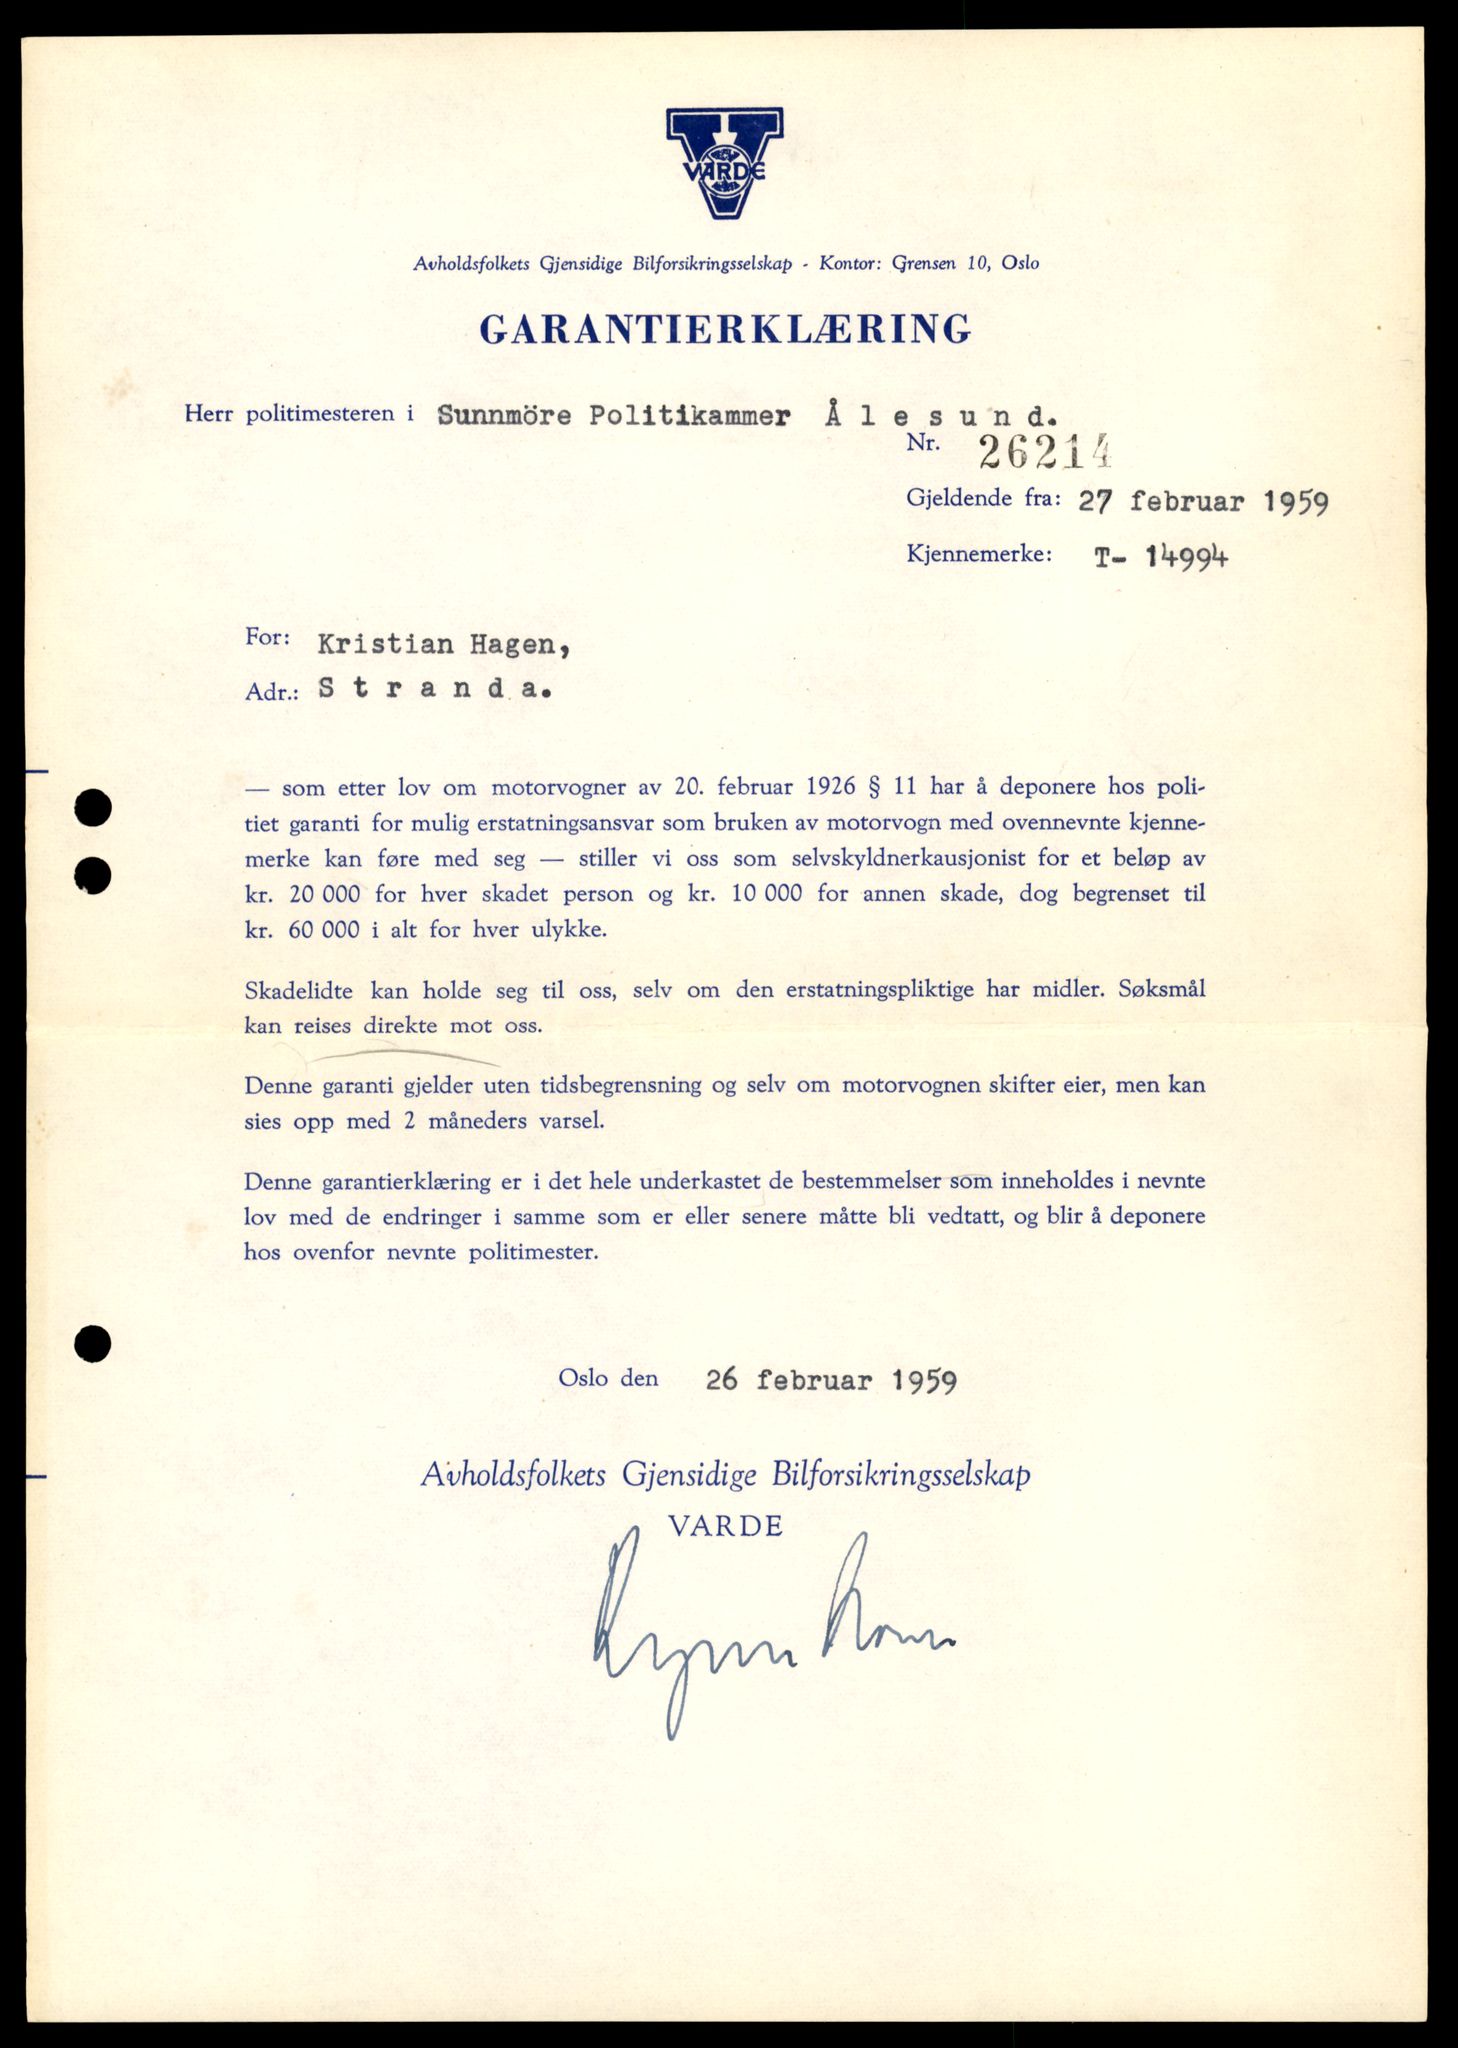 VARDE
Avholdsfolkets Gjensidige Bilforsikringsselskap - Kontor: Grensen 10, Oslo
GARANTIERKLÆRING
Herr politimesteren i Sunnmöre Politikammer Å l e s u n d.
Nr. 26214
Gjeldende fra: 27 februar 1959
Kjennemerke: T- 14994
For: Kristian Hagen,
Adr.: S t r a n d a.
— som etter lov om motorvogner av 20. februar 1926 § 11 har å deponere hos poli-
tiet garanti for mulig erstatningsansvar som bruken av motorvogn med ovennevnte kjenne-
merke kan føre med seg — stiller vi oss som selvskyldnerkausjonist for et beløp av
kr. 20 000 for hver skadet person og kr. 10 000 for annen skade, dog begrenset til
kr. 60 000 i alt for hver ulykke.
Skadelidte kan holde seg til oss, selv om den erstatningspliktige har midler. Søksmål
kan reises direkte mot oss.
Denne garanti gjelder uten tidsbegrensning og selv om motorvognen skifter eier, men kan
sies opp med 2 måneders varsel.
Denne garantierklæring er i det hele underkastet de bestemmelser som inneholdes i nevnte
lov med de endringer i samme som er eller senere måtte bli vedtatt, og blir å deponere
hos ovenfor nevnte politimester.
Oslo den 26 februar 1959
Avholdsfolkets Gjensidige Bilforsikringsselskap
VARDE